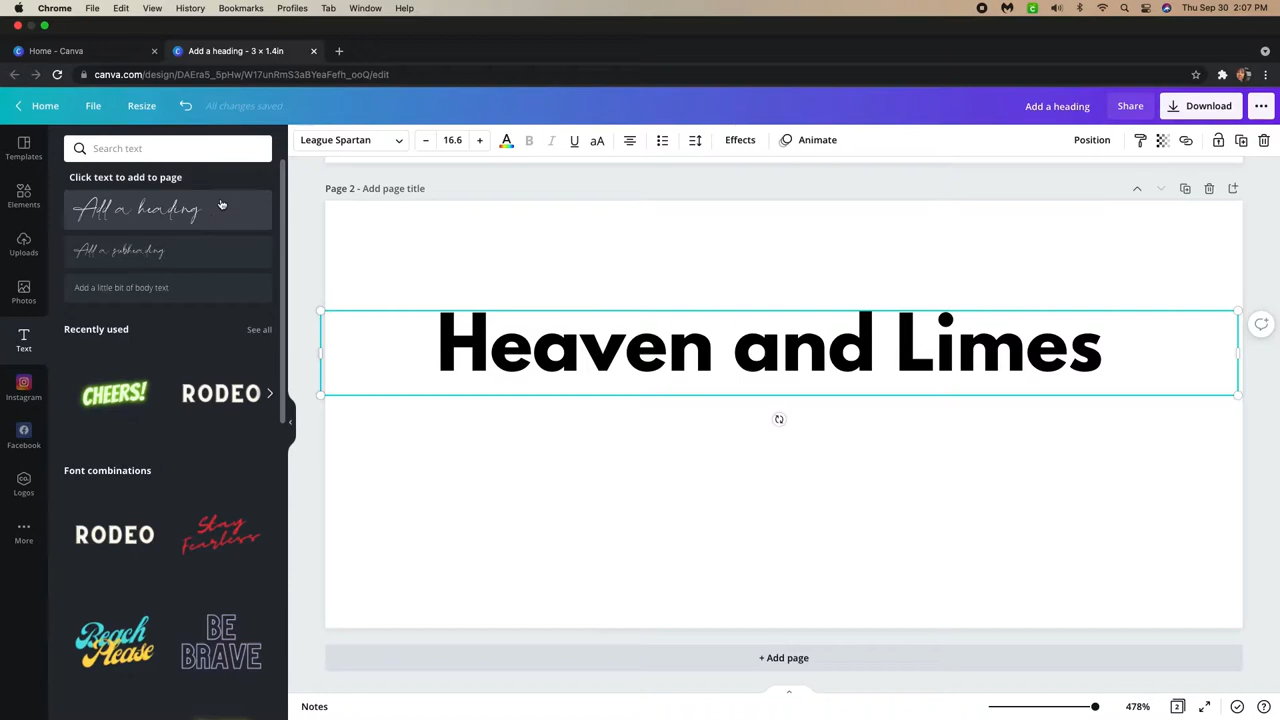 Chrome File Edit View History Bookmarks Profiles Tab Window Help
Thu Sep 30 2:07 PM
Home - Canva
Add a heading - 3 × 1.4in
canva.com/design/DAEra5_5pHw/W17unRmS3aBYeaFefh_ooQ/edit
Home File Resize All changes saved
Add a heading Share Download
Templates
Elements
Uploads
Photos
Text
Instagram
Facebook
Logos
More
Search text
Click text to add to page
Add a heading
Add a subheading
Add a little bit of body text
Recently used See all
CHEERS! RODEO
Font combinations
RODEO
Stay
Fearless
Beach
Please
BE
BRAVE
League Spartan 16.6 A B I U aA Effects Animate Position
Page 2 - Add page title
Heaven and Limes
+ Add page
Notes
478% 2